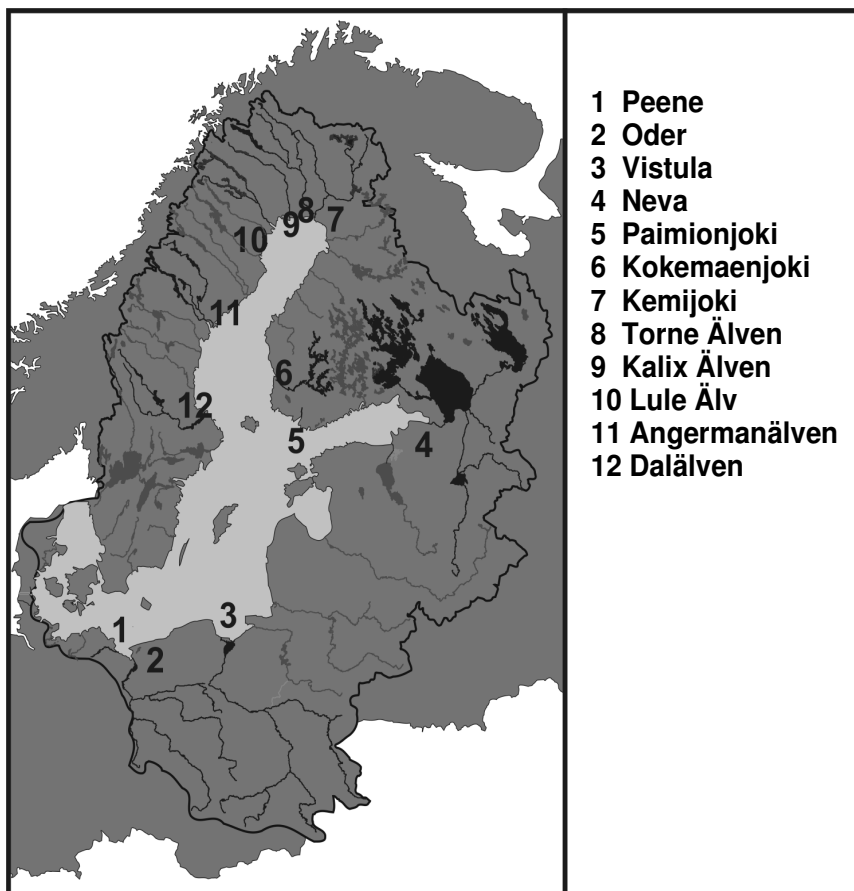 1 Peene
2 Oder
3 Vistula
4 Neva
5 Paimionjoki
6 Kokemaenjoki
7 Kemijoki
8 Torne Älven
9 Kalix Älven
10 Lule Älv
11 Angermanälven
12 Dalälven
8
9
7
10
11
6
12
5
4
3
1
2